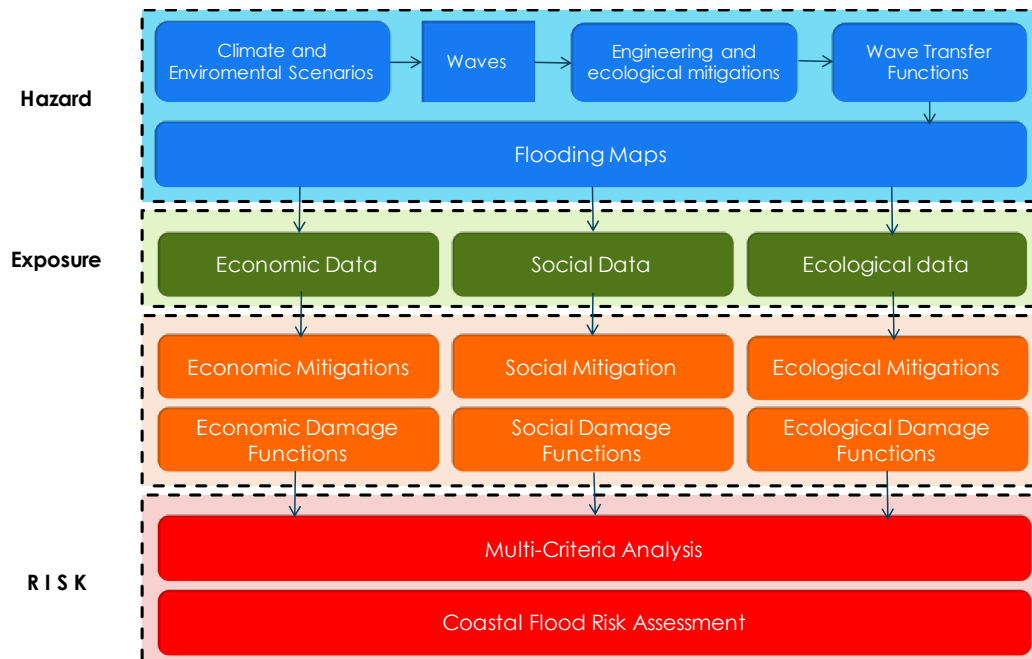 Hazard
Climate and
Enviromental Scenarios
Waves
Engineering and
ecological mitigations
Wave Transfer
Functions
Flooding Maps
Exposure
Economic Data
Social Data
Ecological data
Economic Mitigations
Social Mitigation
Ecological Mitigations
Economic Damage
Functions
Social Damage
Functions
Ecological Damage
Functions
R I S K
Multi-Criteria Analysis
Coastal Flood Risk Assessment